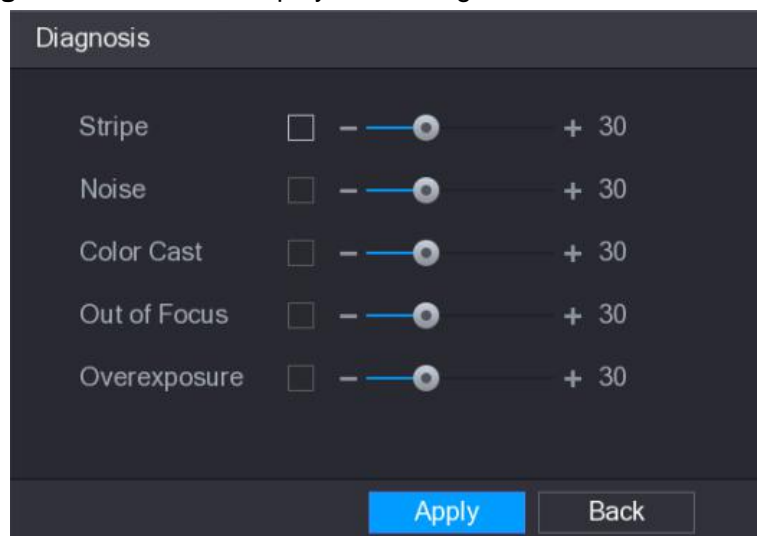 Diagnosis
Stripe - + 30
Noise - + 30
Color Cast - + 30
Out of Focus - + 30
Overexposure - + 30
Apply Back